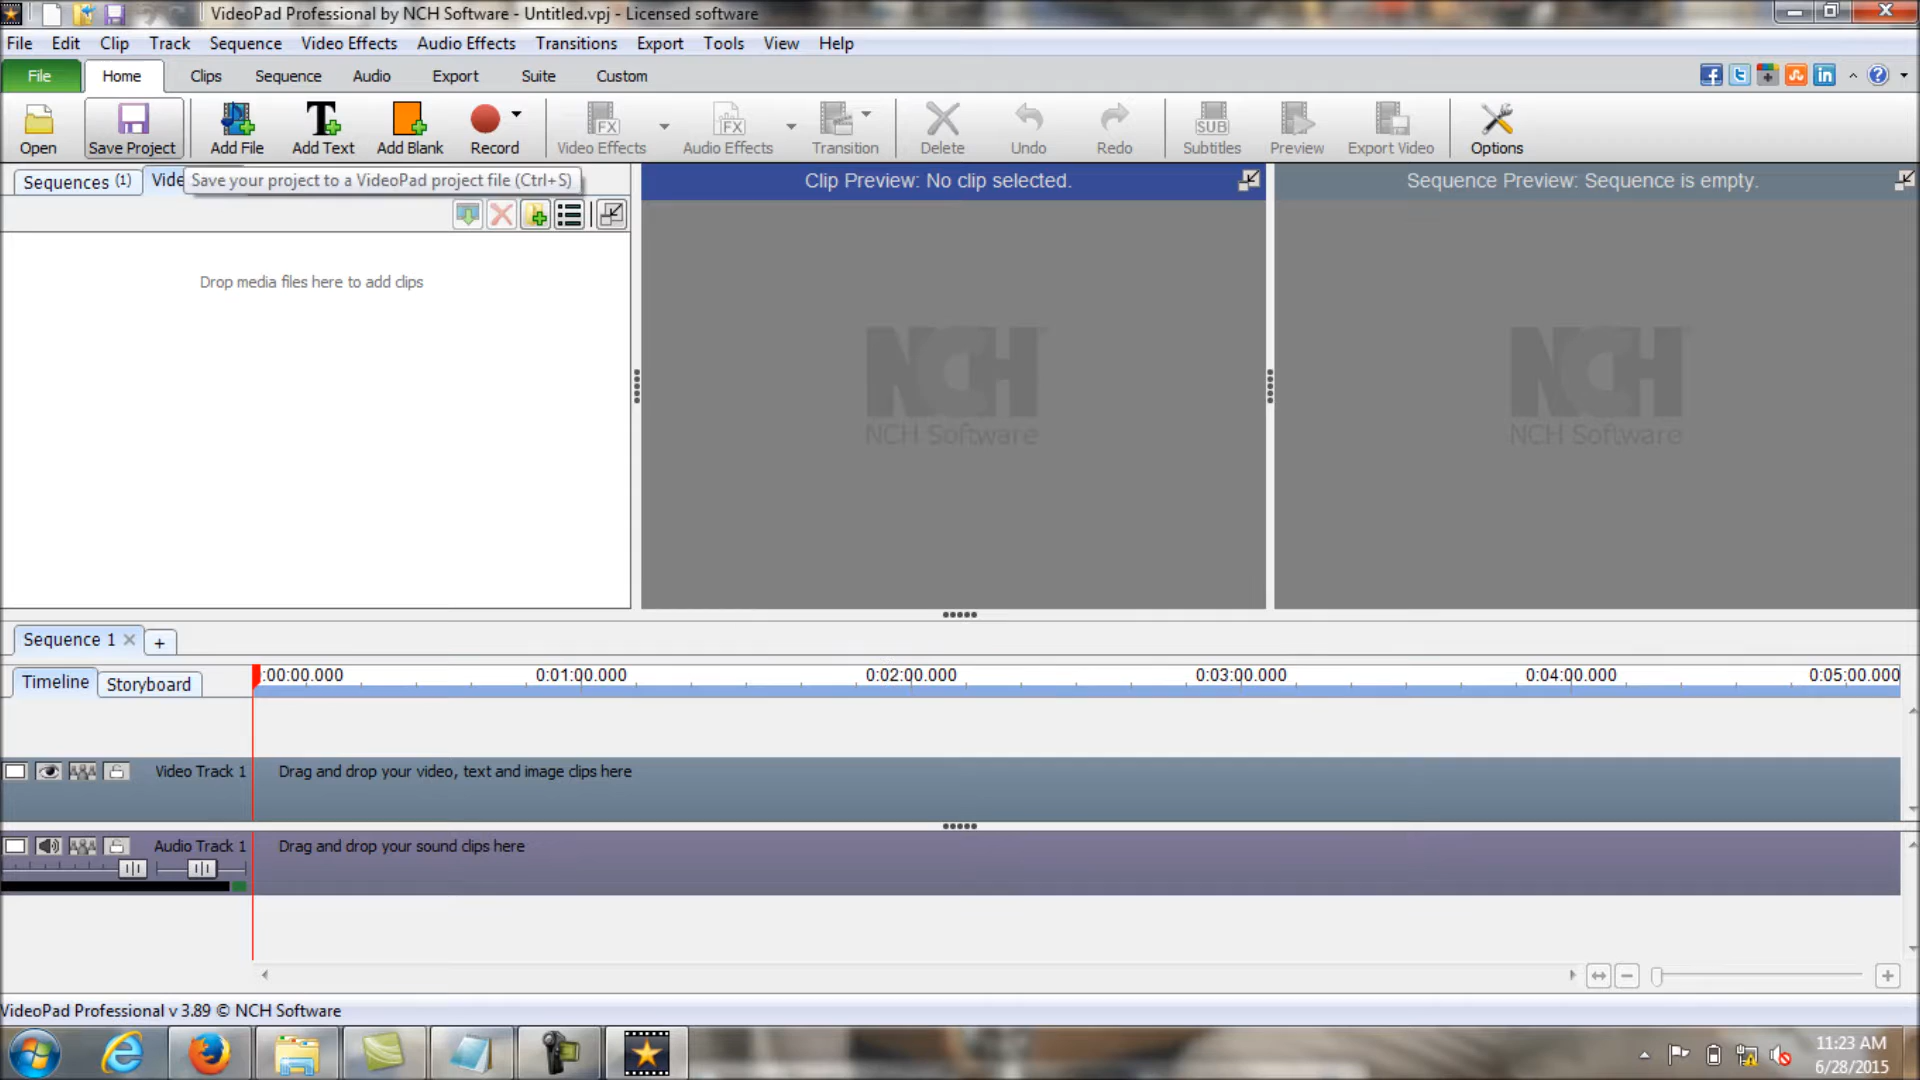 VideoPad Professional by NCH Software - Untitled.vpj - Licensed software
File Edit Clip Track Sequence Video Effects Audio Effects Transitions Export Tools View Help
File Home Clips Sequence Audio Export Suite Custom
Open Save Project Add File Add Text Add Blank Record Video Effects Audio Effects Transition Delete Undo Redo Subtitles Preview Export Video Options
Sequences (1) Vide Save your project to a VideoPad project file (Ctrl+S) Clip Preview: No clip selected. Sequence Preview: Sequence is empty.
Drop media files here to add clips
NCH NCH
NCH Software NCH Software
Sequence 1
Timeline Storyboard :00:00.000 0:01:00.000 0:02:00.000 0:03:00.000 0:04:00.000 0:05:00.000
Video Track 1 Drag and drop your video, text and image clips here
Audio Track 1 Drag and drop your sound clips here
VideoPad Professional v 3.89 © NCH Software
11:23 AM
6/28/2015